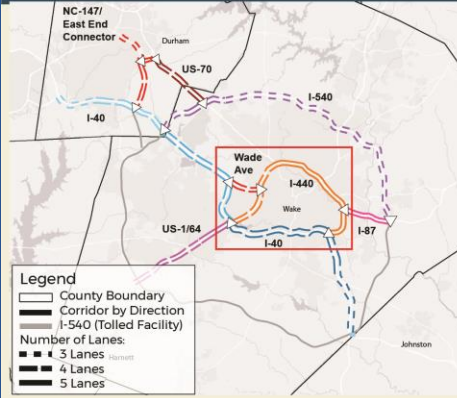 NC-147/
East End
Connector
Durham
US-70
I-40
I-540
Wade
Ave
I-440
Wake
I-87
US-1/64
I-40
Legend
County Boundary
Corridor by Direction
I-540 (Tolled Facility)
Number of Lanes:
3 Lanes
Harnett
4 Lanes
5 Lanes
Johnston